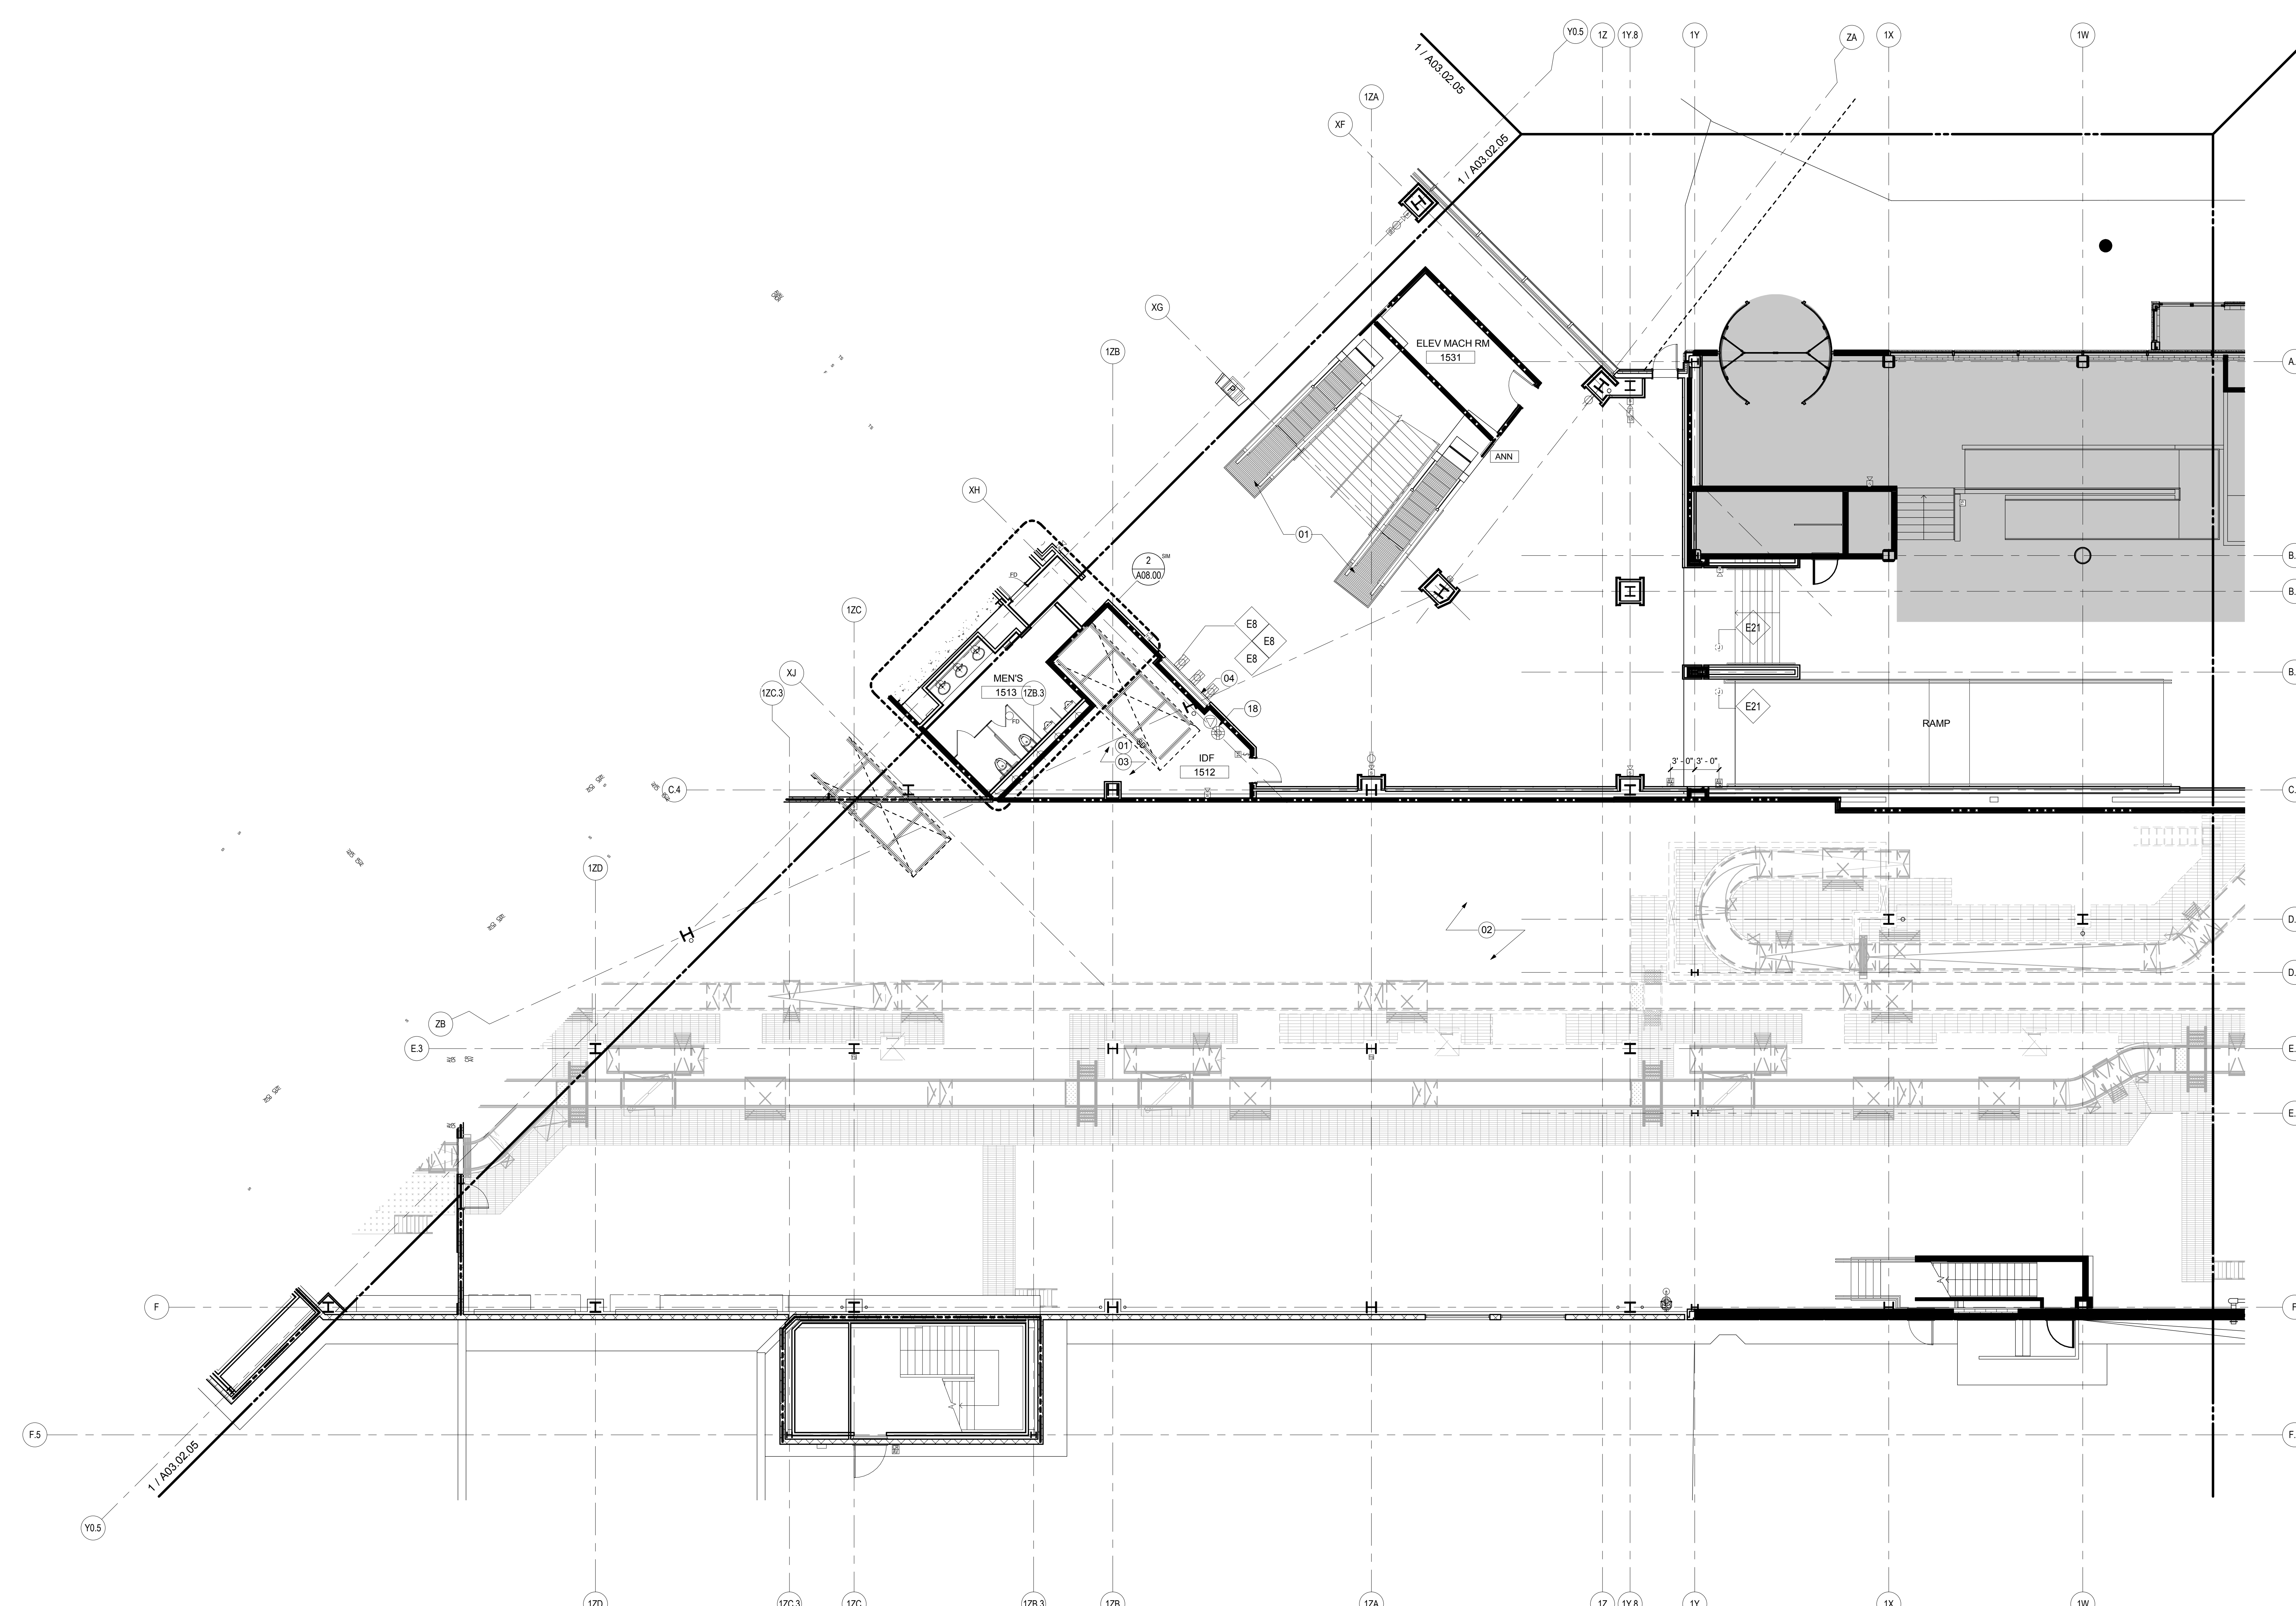 Y0.5
1Z
1Y.8
1Y
ZA
1X
1W
1 / A03.02.05
1ZA
XF
1 / A03.02.05
XG
1ZB
ELEV MACH RM
1531
A.
ANN
XH
01
2
A08.00
SIM
B.
FD
B.
1ZC
E8
E8
E8
E21
XJ
1ZC.3
MEN'S
1513
1ZB.3
04
B.
FD
18
E21
RAMP
01
03
IDF
1512
3' - 0"
3' - 0"
C.4
C.
1ZD
02
D.
D.
ZB
E.3
E.
E.
F
F
F.5
F.
1 / A03.02.05
Y0.5
1ZD
1ZC.3
1ZC
1ZB.3
1ZB
1ZA
1Z
1Y.8
1Y
1X
1W